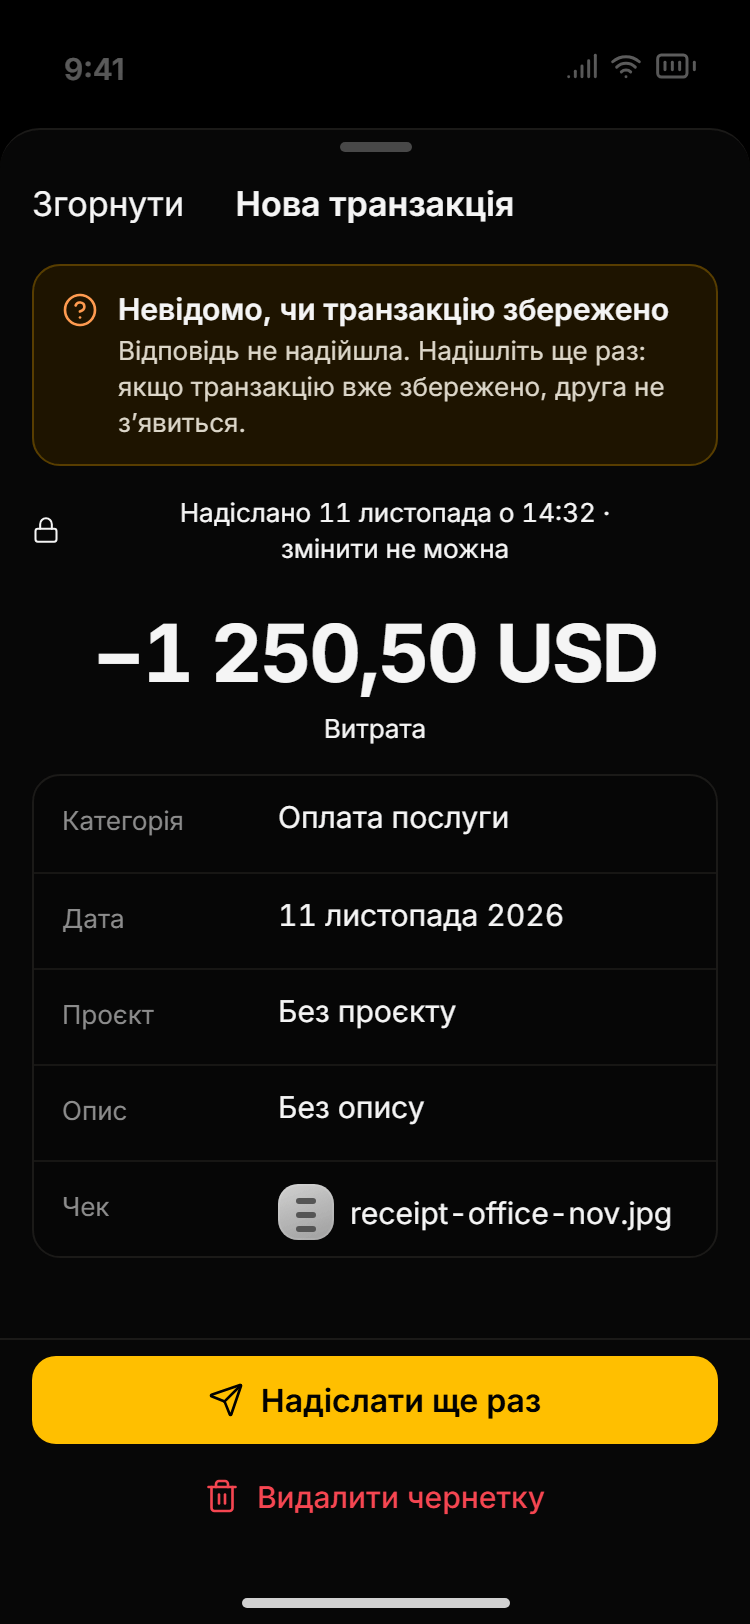 9:41
Згорнути
Нова транзакція
Невідомо, чи транзакцію збережено
Відповідь не надійшла. Надішліть ще раз:
якщо транзакцію вже збережено, друга не
з’явиться.
Надіслано 11 листопада о 14:32 ·
змінити не можна
−1 250,50 USD
Витрата
Категорія
Оплата послуги
Дата
11 листопада 2026
Проєкт
Без проєкту
Опис
Без опису
Чек
receipt-office-nov.jpg
Надіслати ще раз
Видалити чернетку